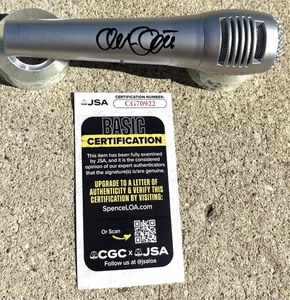 JSA
CERTIFICATION NUMBER:
CG70922
BASIC
CERTIFICATION
This item has been fully examined
by JSA, and it is the considered
opinion of our expert authenticators
that the signature(s) is/are genuine.
UPGRADE TO A LETTER OF
AUTHENTICITY & VERIFY THIS
CERTIFICATION BY VISITING:
SpenceLOA.com
Or Scan
CGC x JSA
Follow us at @jsaloa